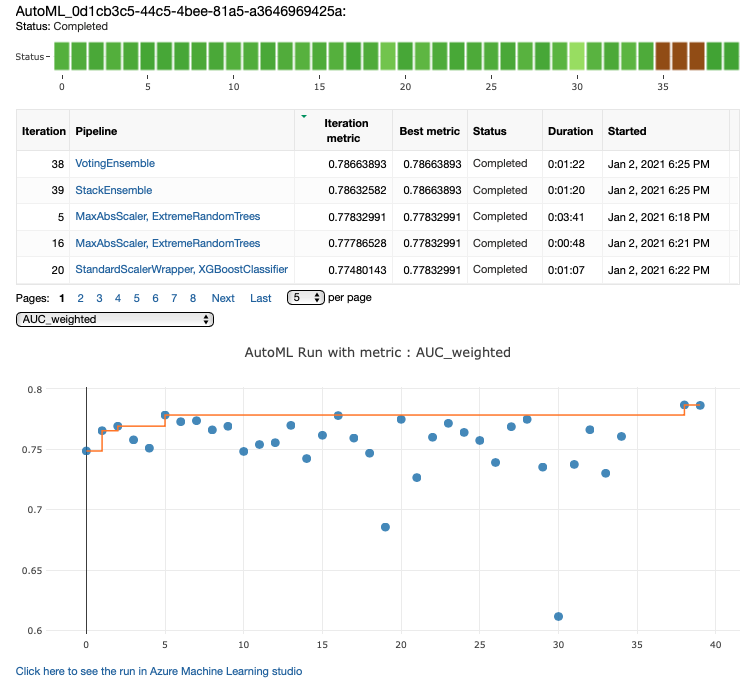 AutoML_0d1cb3c5-44c5-4bee-81a5-a3646969425a:
Status: Completed
Status
0 5 10 15 20 25 30 35
Iteration Pipeline Iteration metric Best metric Status Duration Started
38 VotingEnsemble 0.78663893 0.78663893 Completed 0:01:22 Jan 2, 2021 6:25 PM
39 StackEnsemble 0.78632582 0.78663893 Completed 0:01:20 Jan 2, 2021 6:25 PM
5 MaxAbsScaler, ExtremeRandomTrees 0.77832991 0.77832991 Completed 0:03:41 Jan 2, 2021 6:18 PM
16 MaxAbsScaler, ExtremeRandomTrees 0.77786528 0.77832991 Completed 0:00:48 Jan 2, 2021 6:21 PM
20 StandardScalerWrapper, XGBoostClassifier 0.77480143 0.77832991 Completed 0:01:07 Jan 2, 2021 6:22 PM
Pages: 1 2 3 4 5 6 7 8 Next Last 5 per page
AUC_weighted
AutoML Run with metric : AUC_weighted
0.8
0.75
0.7
0.65
0.6
0 5 10 15 20 25 30 35 40
Click here to see the run in Azure Machine Learning studio